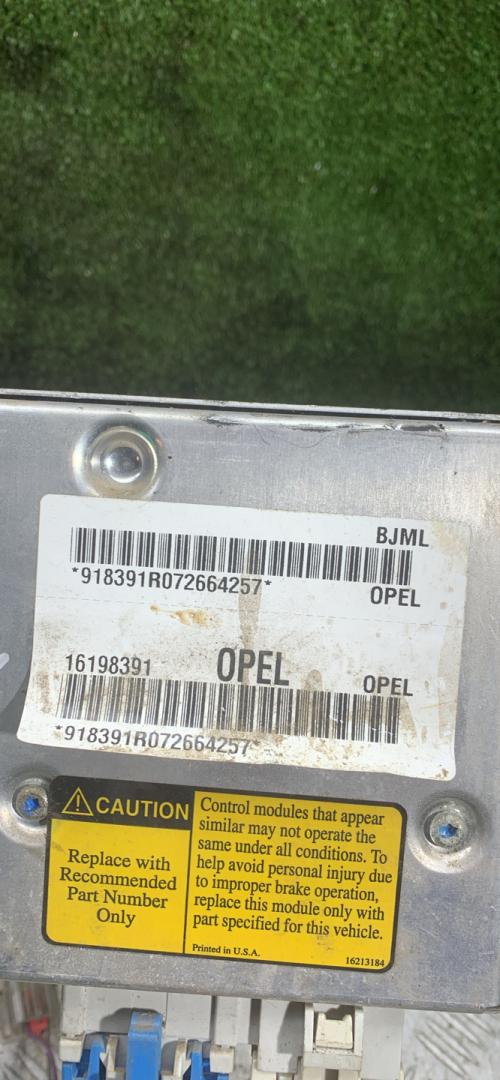 BJML
*918391R072664257*
OPEL
16198391 OPEL OPEL
*918391R072664257
CAUTION
Replace with
Recommended
Part Number
Only
Control modules that appear
similar may not operate the
same under all conditions. To
help avoid personal injury due
to improper brake operation,
replace this module only with
part specified for this vehicle.
Printed in U.S.A.
16213184